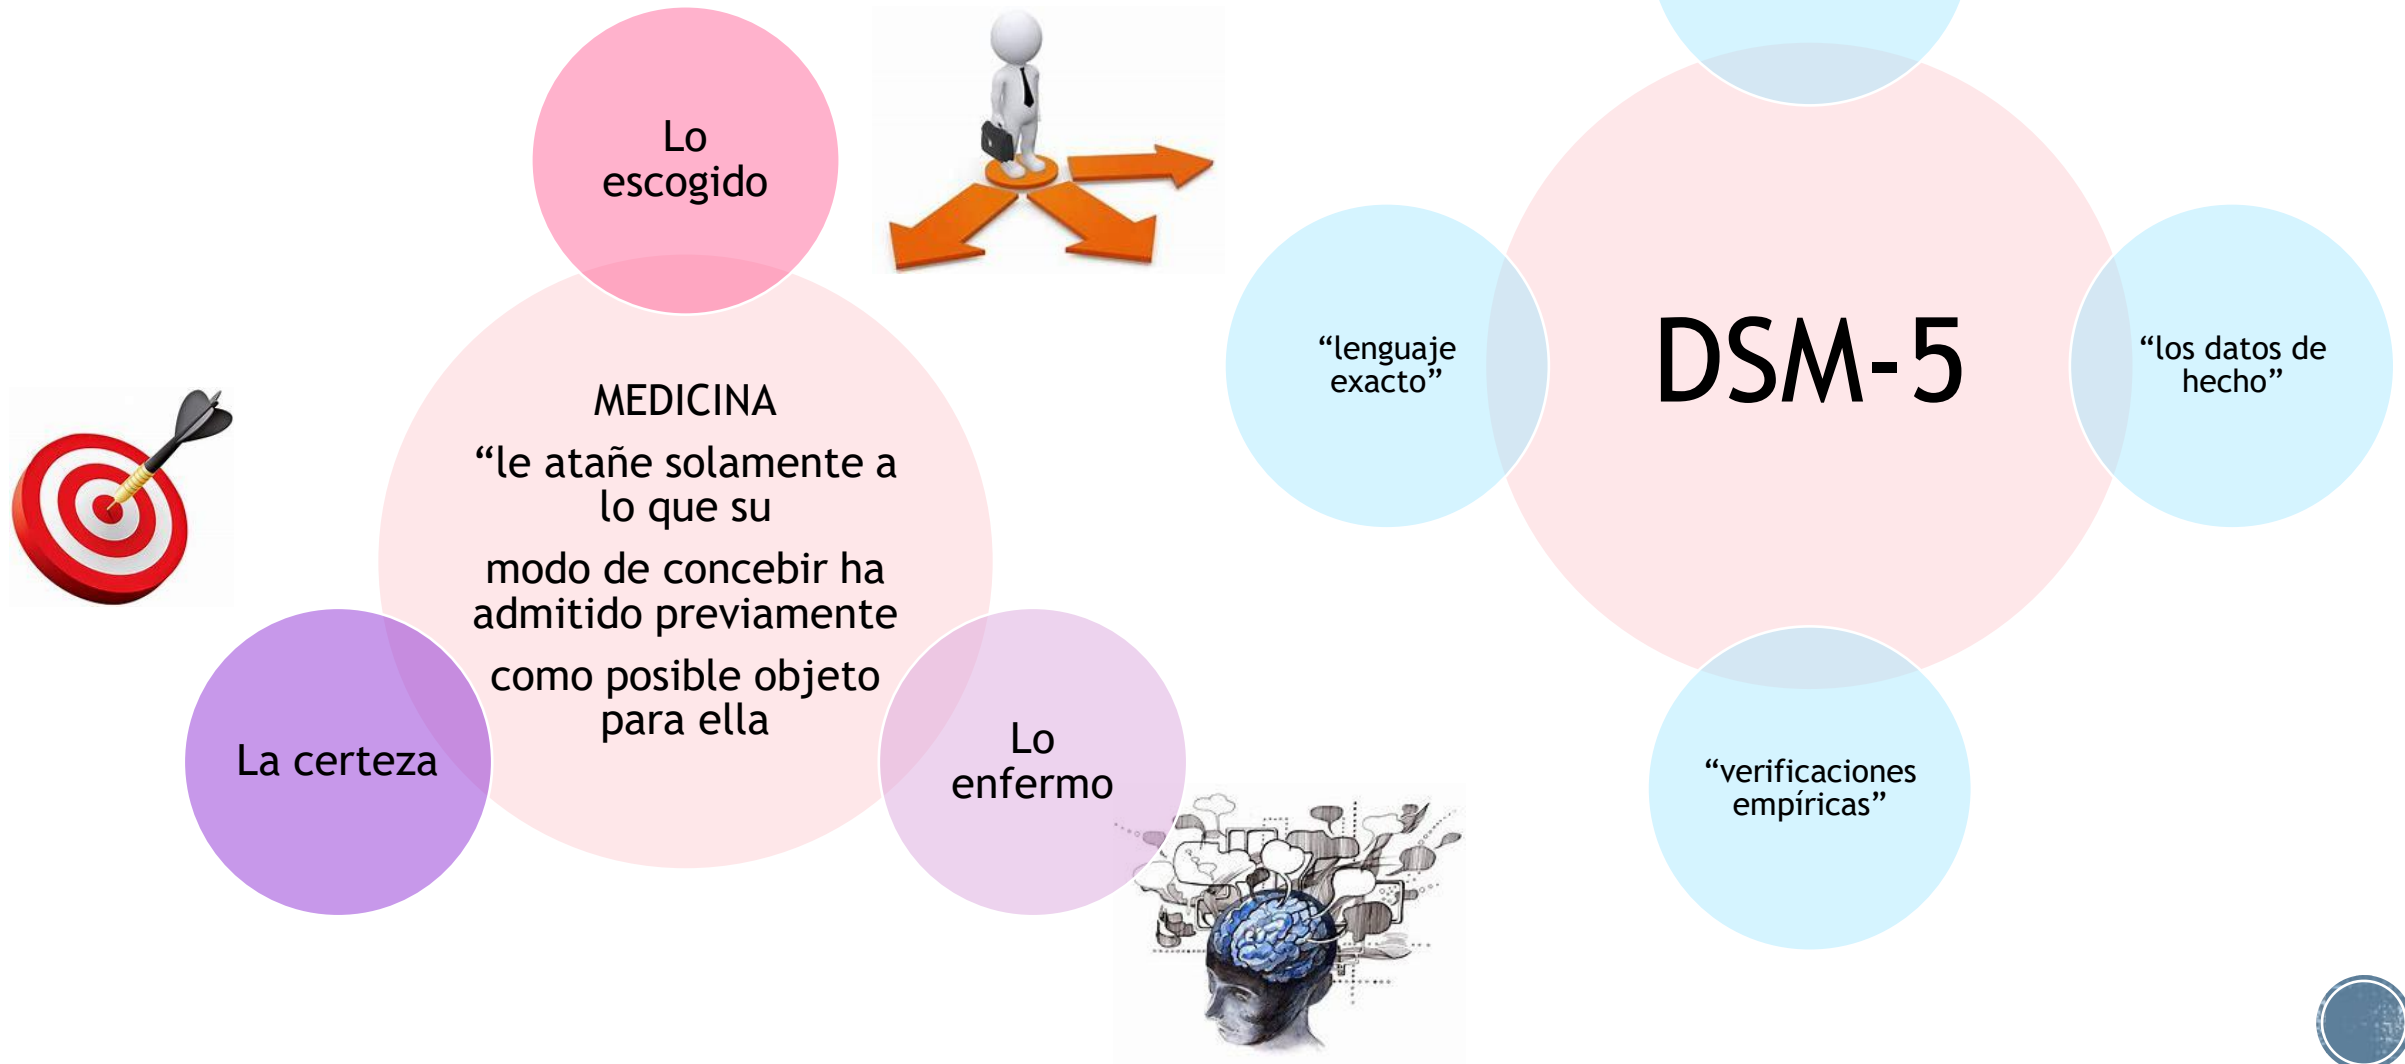 Lo
escogido
MEDICINA
“le atañe solamente a
lo que su
modo de concebir ha
admitido previamente
como posible objeto
para ella
La certeza
Lo
enfermo
DSM-5
“lenguaje
exacto”
“los datos de
hecho”
“verificaciones
empíricas”